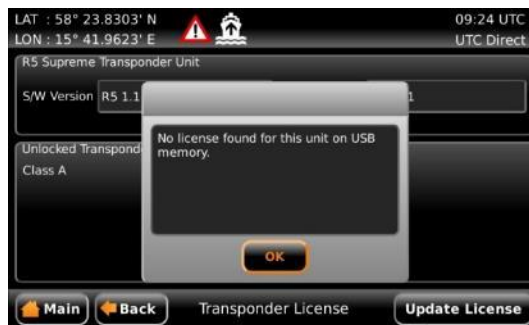 LAT : 58° 23.8303' N
LON : 15° 41.9623' E
09:24 UTC
UTC Direct
R5 Supreme Transponder Unit
S/W Version R5 1.1
1
Unlocked Transpond
Class A
No license found for this unit on USB
memory.
OK
Main
Back
Transponder License
Update License